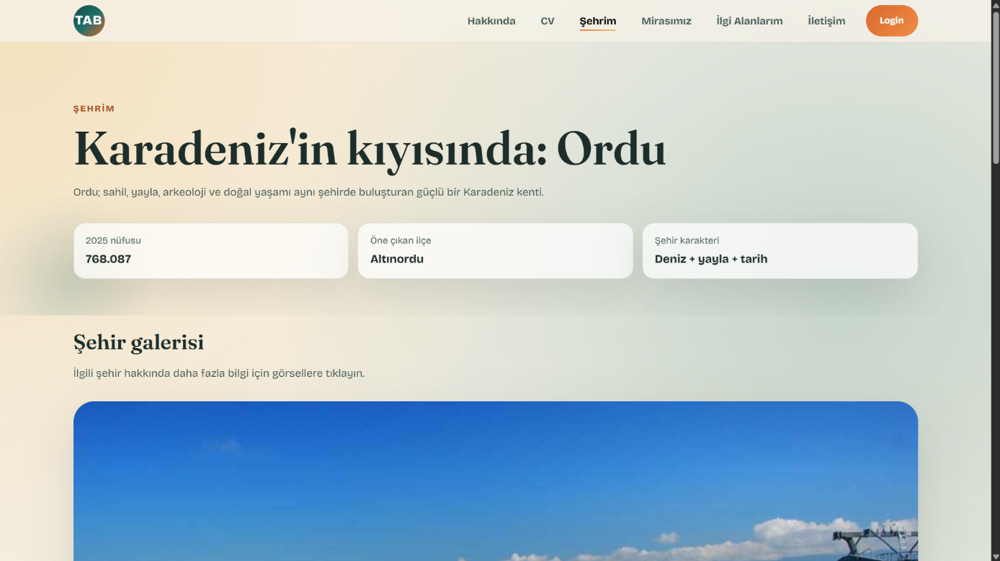 TAB
Hakkında
CV
Şehrim
Mirasımız
İlgi Alanlarım
İletişim
Login
ŞEHRİM
Karadeniz'in kıyısında: Ordu
Ordu; sahil, yayla, arkeoloji ve doğal yaşamı aynı şehirde buluşturan güçlü bir Karadeniz kenti.
2025 nüfusu
768.087
Öne çıkan ilçe
Altınordu
Şehir karakteri
Deniz + yayla + tarih
Şehir galerisi
İlgili şehir hakkında daha fazla bilgi için görsellere tıklayın.